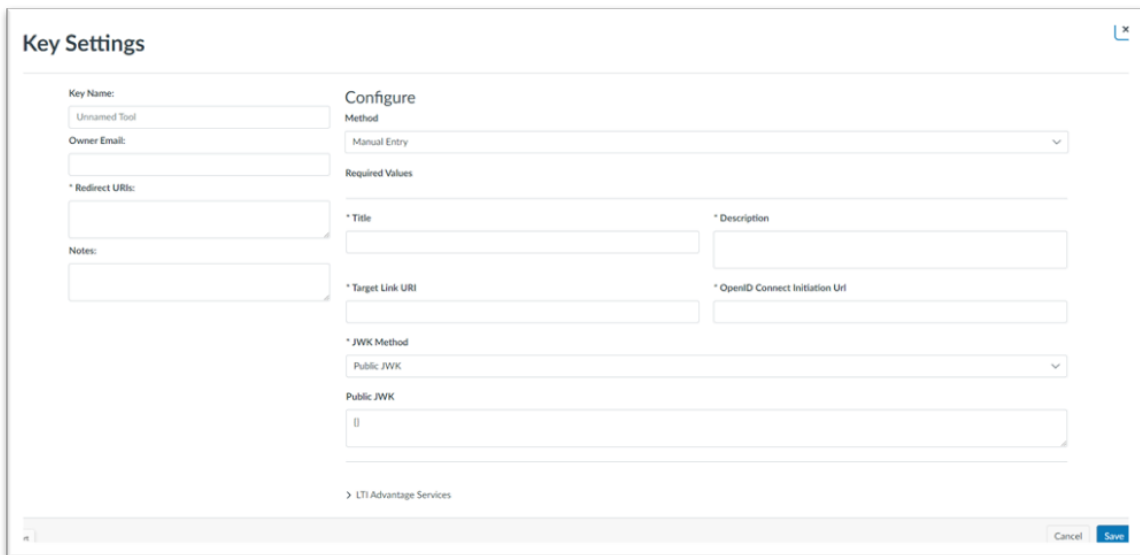 Key Settings
×
Key Name:
Unnamed Tool
Owner Email:
* Redirect URIs:
Notes:
Configure
Method
Manual Entry
Required Values
* Title
* Description
* Target Link URI
* OpenID Connect Initiation Url
* JWK Method
Public JWK
Public JWK
{}
LTI Advantage Services
Cancel
Save